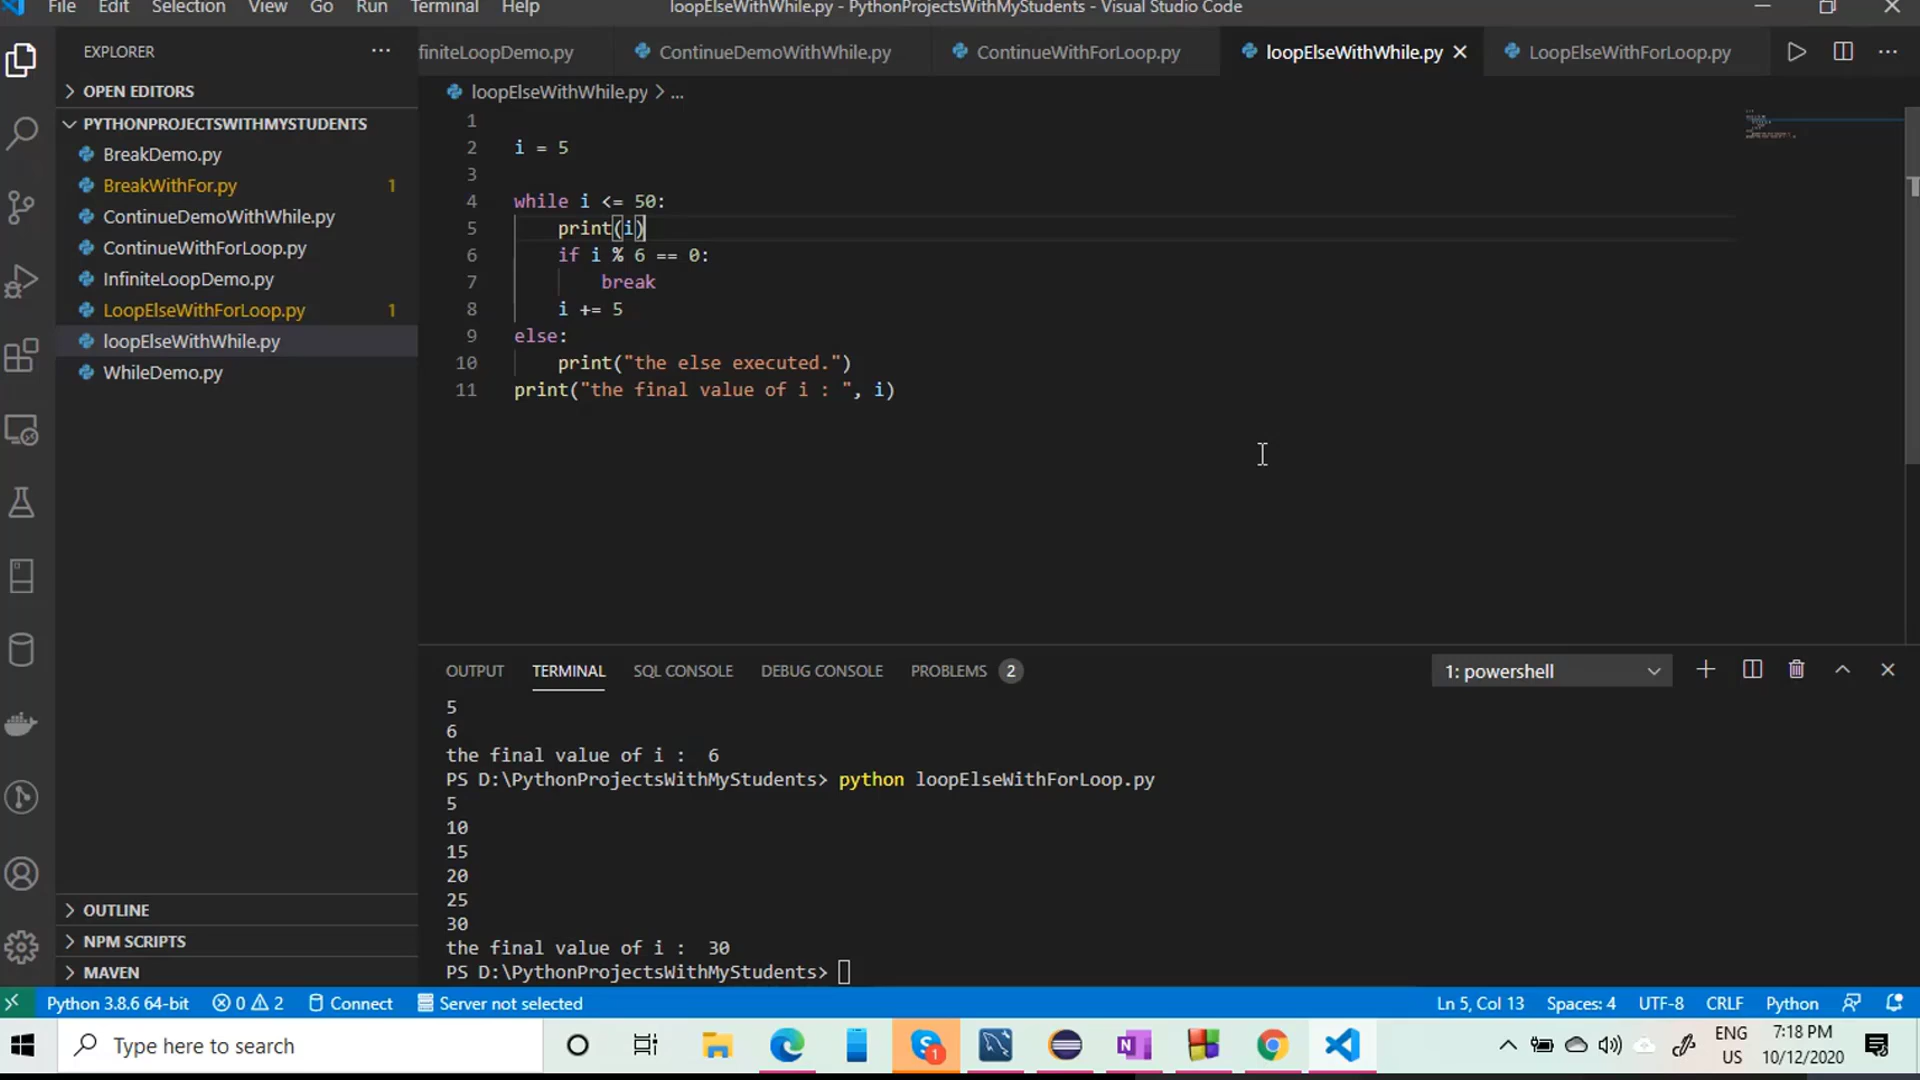 File Edit Selection View Go Run Terminal Help loopElseWithWhile.py - PythonProjectsWithMyStudents - Visual Studio Code
EXPLORER ...
finiteLoopDemo.py ContinueDemoWithWhile.py ContinueWithForLoop.py loopElseWithWhile.py LoopElseWithForLoop.py
OPEN EDITORS
PYTHONPROJECTSWITHMYSTUDENTS
BreakDemo.py
BreakWithFor.py 1
ContinueDemoWithWhile.py
ContinueWithForLoop.py
InfiniteLoopDemo.py
LoopElseWithForLoop.py 1
loopElseWithWhile.py
WhileDemo.py
OUTLINE
NPM SCRIPTS
MAVEN
loopElseWithWhile.py > ...
1
2 i = 5
3
4 while i <= 50:
5 print(i)
6 if i % 6 == 0:
7 break
8 i += 5
9 else:
10 print("the else executed.")
11 print("the final value of i : ", i)
OUTPUT TERMINAL SQL CONSOLE DEBUG CONSOLE PROBLEMS 2 1: powershell
5
6
the final value of i :  6
PS D:\PythonProjectsWithMyStudents> python loopElseWithForLoop.py
5
10
15
20
25
30
the final value of i :  30
PS D:\PythonProjectsWithMyStudents>
Python 3.8.6 64-bit 0 2 Connect Server not selected Ln 5, Col 13 Spaces: 4 UTF-8 CRLF Python
Type here to search 1 N ENG 7:18 PM
US 10/12/2020